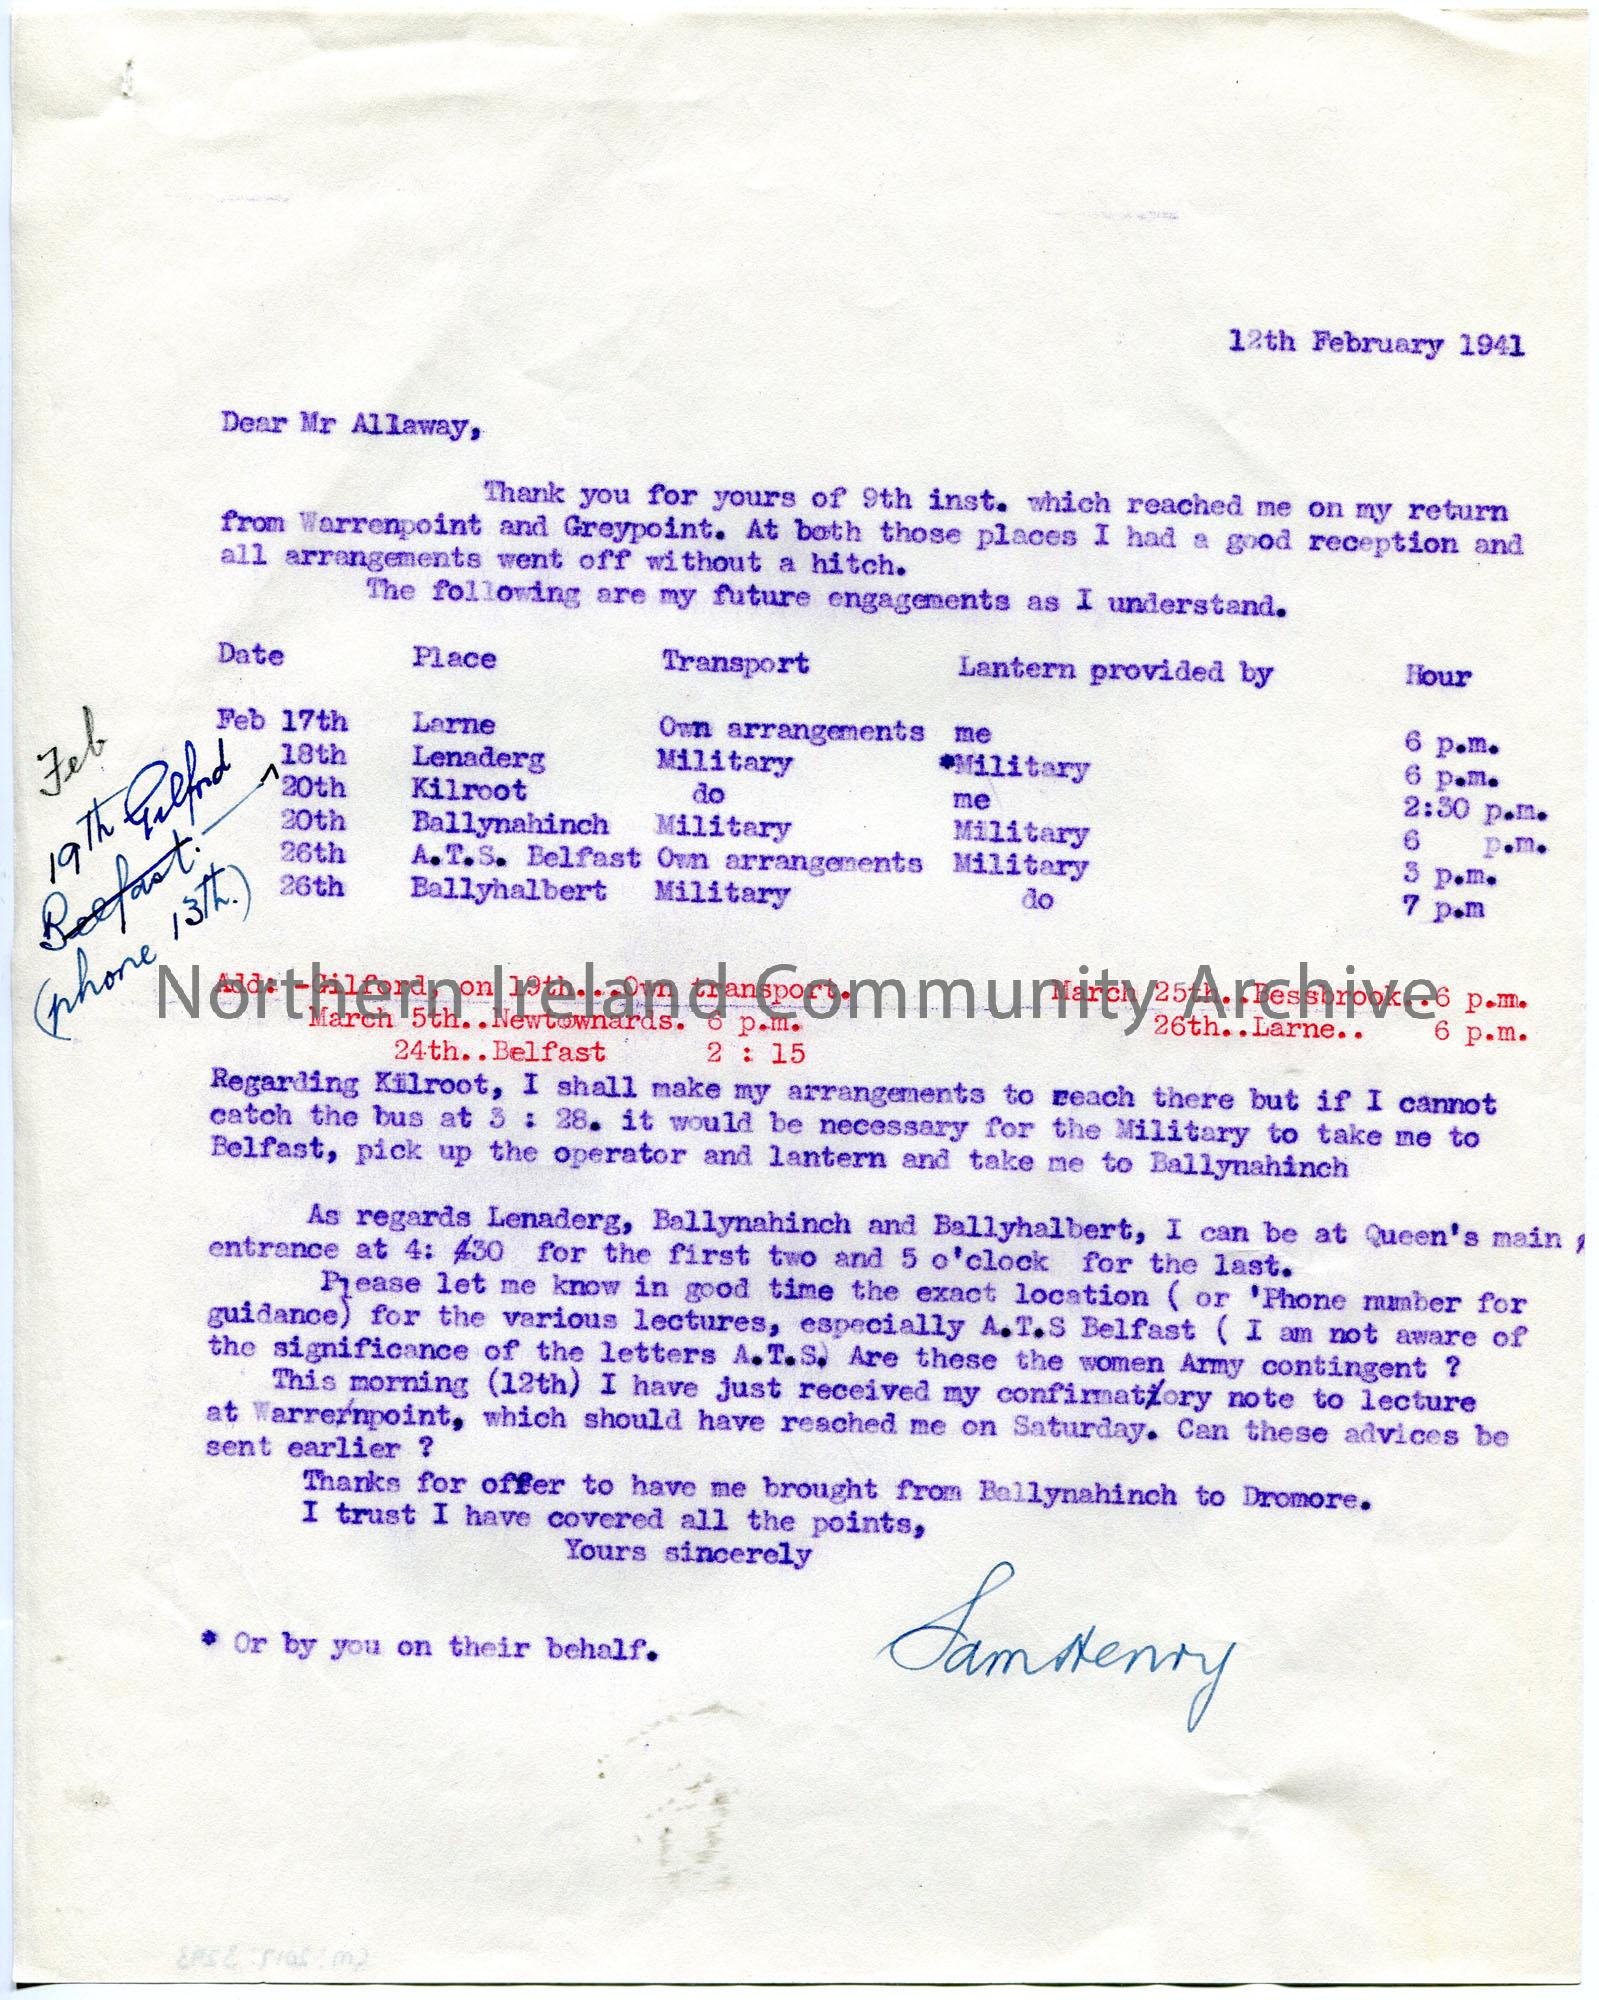 12th February 1941
Dear Mr Allaway,
Thank you for yours of 9th inst. which reached me on my return
from Warrenpoint and Greypoint. At both those places I had a good reception and
all arrangements went off without a hitch.
The following are my future engagements as I understand.
Date Place Transport Lantern provided by Hour
Feb 17th Larne Own arrangements me 6 p.m.
18th Lenaderg Military *Military 6 p.m.
20th Kilroot do me 2:30 p.m.
20th Ballynahinch Military Military 6 p.m.
26th A.T.S. Belfast Own arrangements Military 3 p.m.
26th Ballyhalbert Military do 7 p.m
Feb
19th Gilford
Belfast.
(phone 13th.)
Add:-Gilford, on 19th...Own transport. March 25th..Bessbrook..6 p.m.
March 5th..Newtownards. 6 p.m. 26th..Larne.. 6 p.m.
24th..Belfast 2 : 15
Northern Ireland Community Archive
Regarding Kilroot, I shall make my arrangements to reach there but if I cannot
catch the bus at 3 : 28. it would be necessary for the Military to take me to
Belfast, pick up the operator and lantern and take me to Ballynahinch
As regards Lenaderg, Ballynahinch and Ballyhalbert, I can be at Queen's main
entrance at 4: 30 for the first two and 5 o'clock for the last.
Please let me know in good time the exact location ( or 'Phone number for
guidance) for the various lectures, especially A.T.S Belfast ( I am not aware of
the significance of the letters A.T.S.) Are these the women Army contingent ?
This morning (12th) I have just received my confirmatory note to lecture
at Warrenpoint, which should have reached me on Saturday. Can these advices be
sent earlier ?
Thanks for offer to have me brought from Ballynahinch to Dromore.
I trust I have covered all the points,
Yours sincerely
Sam Henry
* Or by you on their behalf.